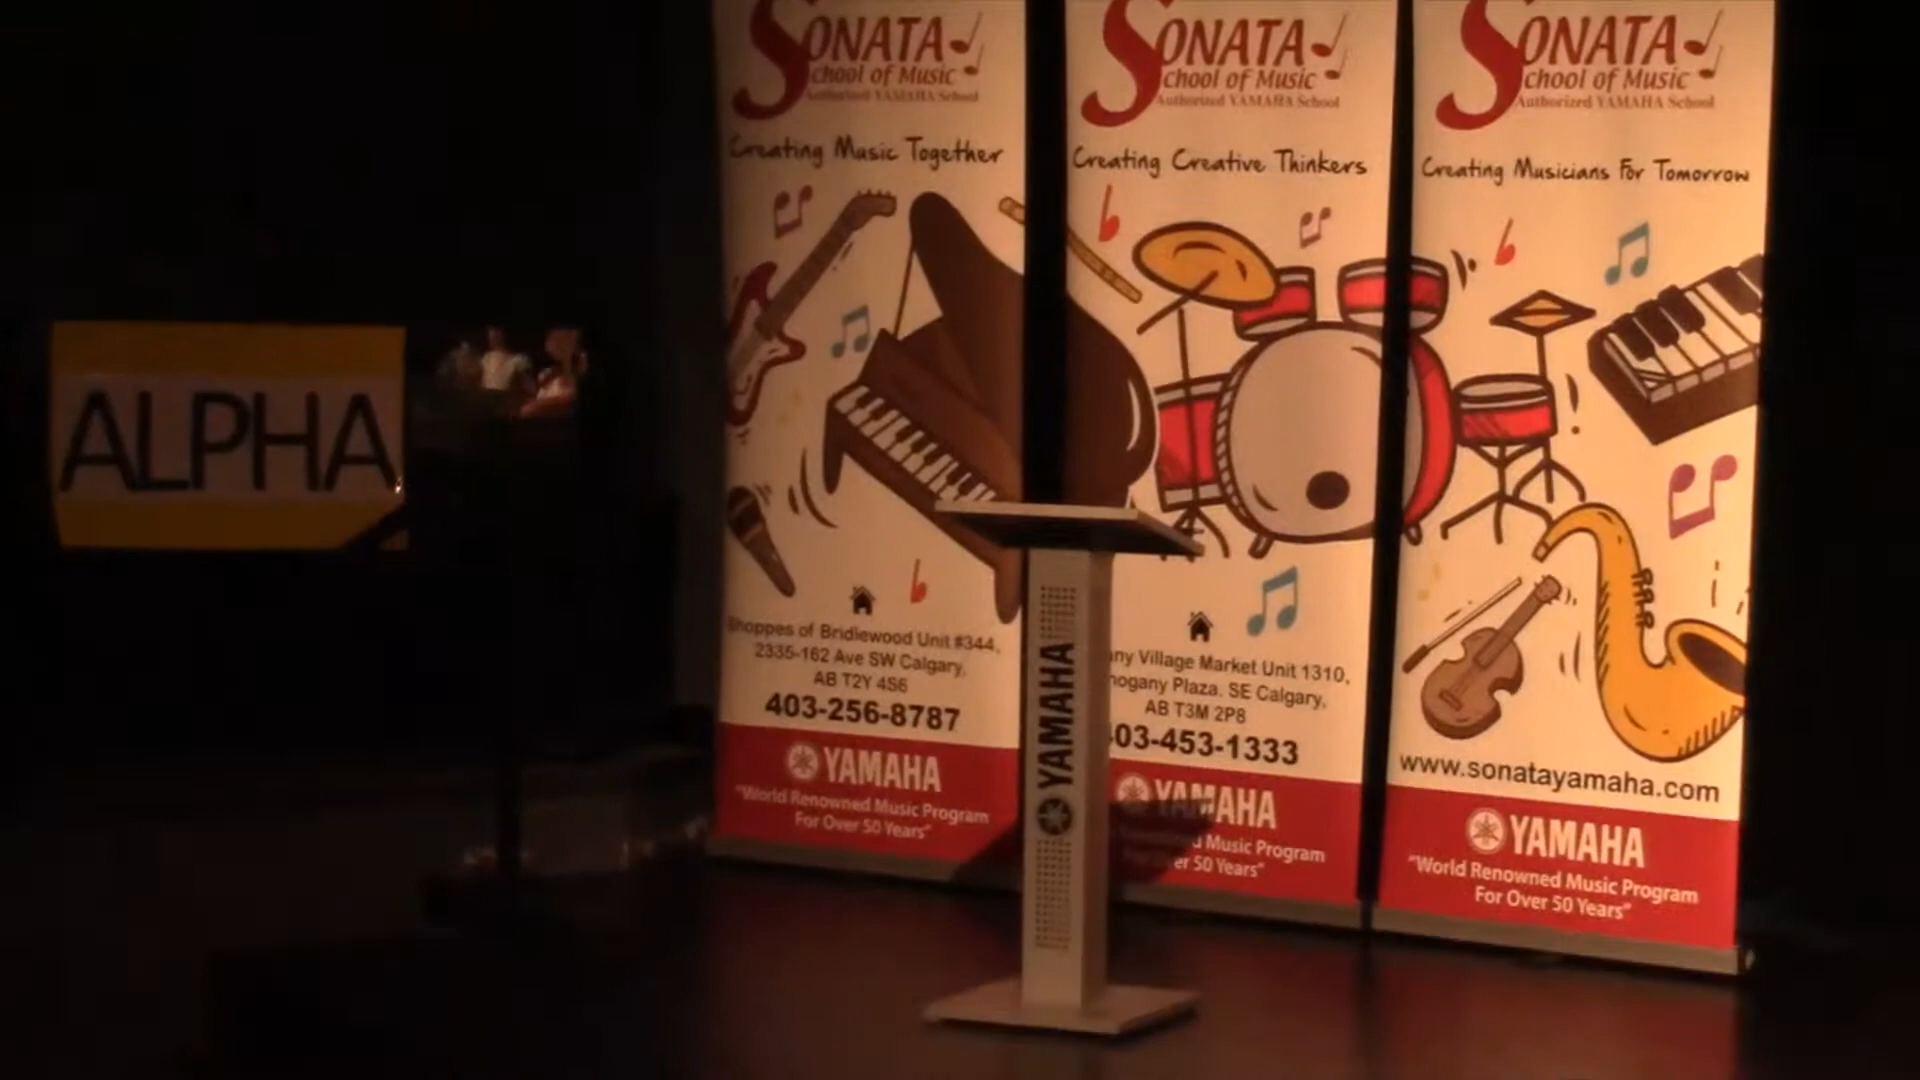 ALPHA
SONATA
School of Music
Authorized YAMAHA School
Creating Music Together
Shoppes of Bridlewood Unit #344,
2335-162 Ave SW Calgary,
AB T2Y 4S6
403-256-8787
YAMAHA
"World Renowned Music Program
For Over 50 Years"
YAMAHA
SONATA
School of Music
Authorized YAMAHA School
Creating Creative Thinkers
Village Market Unit 1310,
Plaza. SE Calgary,
AB T3M 2P8
03-453-1333
YAMAHA
Music Program
50 Years"
SONATA
School of Music
Authorized YAMAHA School
Creating Musicians For Tomorrow
www.sonatayamaha.com
YAMAHA
"World Renowned Music Program
For Over 50 Years"